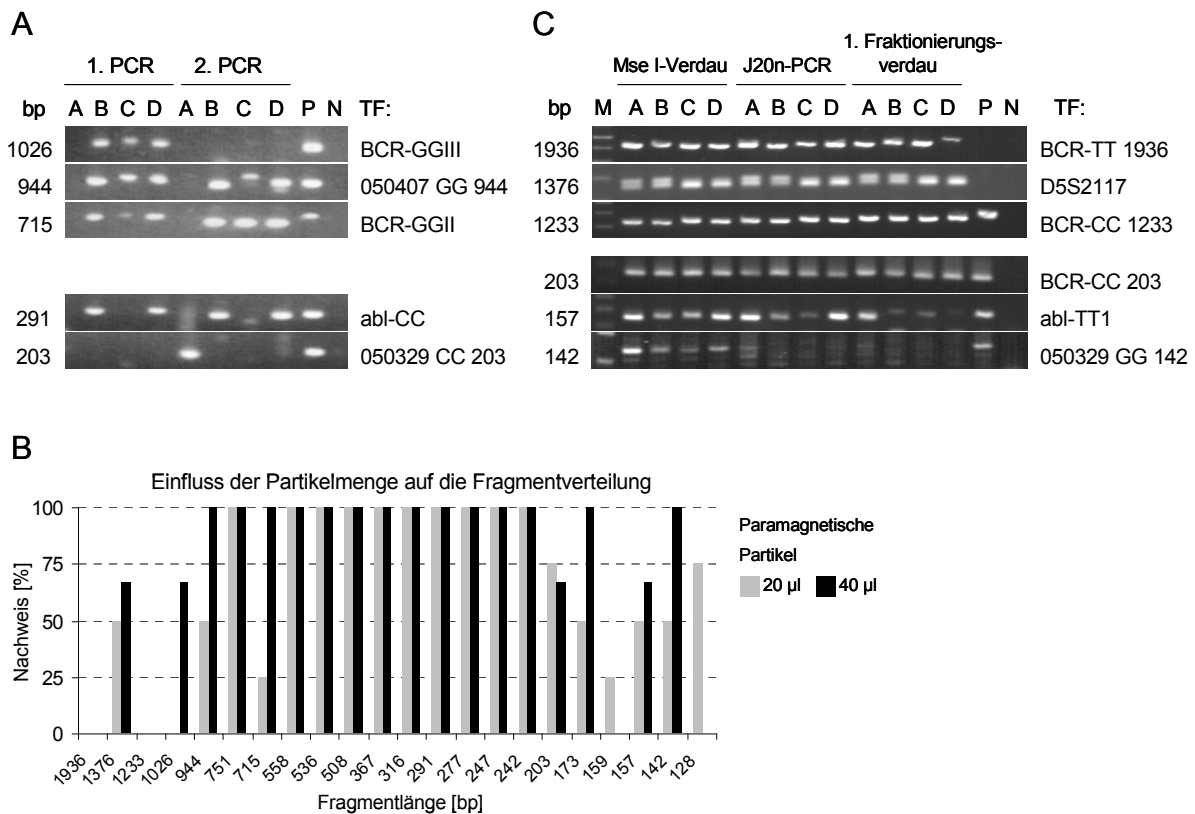 A
1. PCR 2. PCR
bp A B C D A B C D P N TF:
1026 BCR-GGIII
944 050407 GG 944
715 BCR-GGII
291 abl-CC
203 050329 CC 203
C
Mse I-Verdau J20n-PCR 1. Fraktionierungs-
verdau
bp M A B C D A B C D A B C D P N TF:
1936 BCR-TT 1936
1376 D5S2117
1233 BCR-CC 1233
203 BCR-CC 203
157 abl-TT1
142 050329 GG 142
B
Einfluss der Partikelmenge auf die Fragmentverteilung
Nachweis [%]
100
75
50
25
0
1936 1376 1233 1026 944 751 715 558 536 508 367 316 291 277 247 242 203 173 159 157 142 128
Fragmentlänge [bp]
Paramagnetische
Partikel
20 µl 40 µl